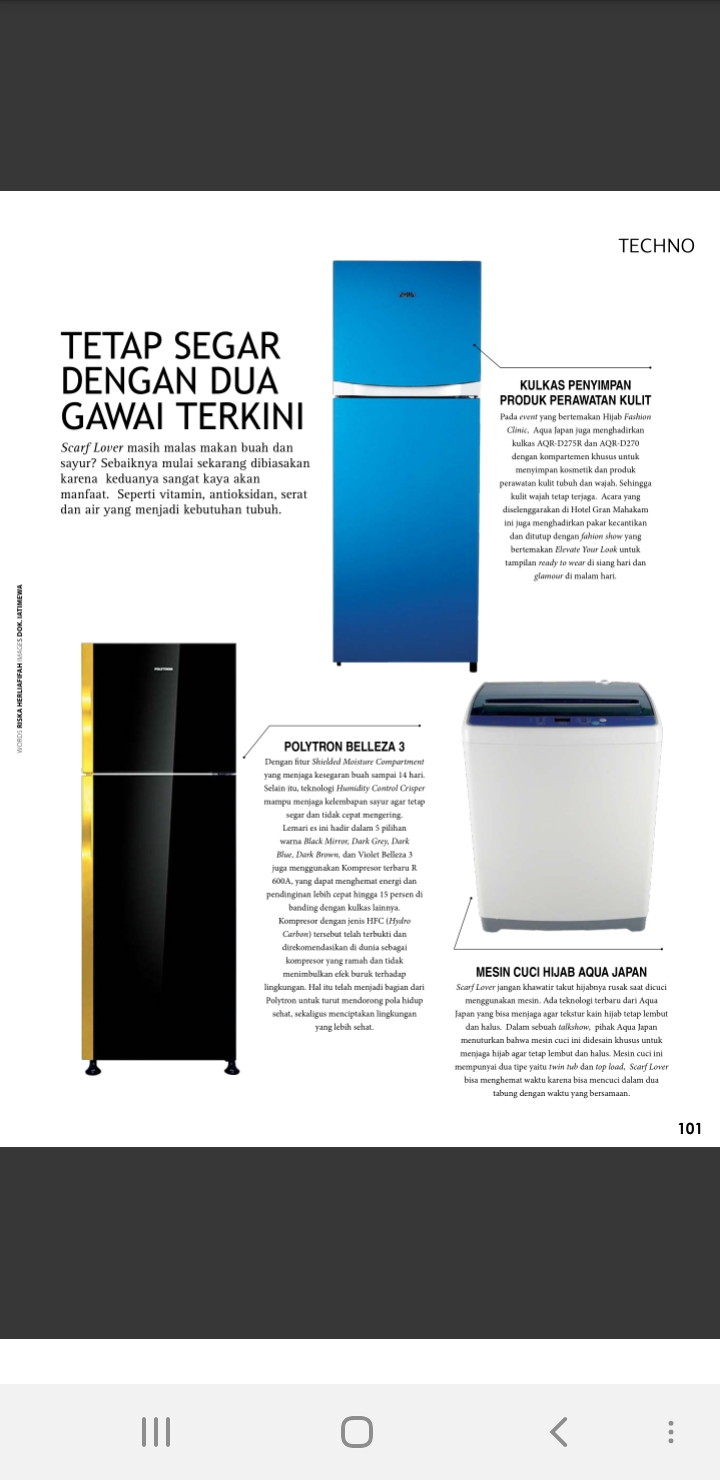 TECHNO
TETAP SEGAR
DENGAN DUA
GAWAI TERKINI
Scarf Lover masih malas makan buah dan
sayur? Sebaiknya mulai sekarang dibiasakan
karena keduanya sangat kaya akan
manfaat. Seperti vitamin, antioksidan, serat
dan air yang menjadi kebutuhan tubuh.
KULKAS PENYIMPAN
PRODUK PERAWATAN KULIT
Pada event yang bertemakan Hijab Fashion
Clinic, Aqua Japan juga menghadirkan
kulkas AQR-D275R dan AQR-D270
dengan kompartemen khusus untuk
menyimpan kosmetik dan produk
perawatan kulit tubuh dan wajah. Sehingga
kulit wajah tetap terjaga. Acara yang
diselenggarakan di Hotel Gran Mahakam
ini juga menghadirkan pakar kecantikan
dan ditutup dengan fahion show yang
bertemakan Elevate Your Look untuk
tampilan ready to wear di siang hari dan
glamour di malam hari.
WORDS RISKA HERLIAFIFAH IMAGES DOK. IATIMEWA
POLYTRON
POLYTRON BELLEZA 3
Dengan fitur Shielded Moisture Compartment
yang menjaga kesegaran buah sampai 14 hari.
Selain itu, teknologi Humidity Control Crisper
mampu menjaga kelembapan sayur agar tetap
segar dan tidak cepat mengering.
Lemari es ini hadir dalam 5 pilihan
warna Black Mirror, Dark Grey, Dark
Blue, Dark Brown, dan Violet Belleza 3
juga menggunakan Kompresor terbaru R
600A, yang dapat menghemat energi dan
pendinginan lebih cepat hingga 15 persen di
banding dengan kulkas lainnya.
Kompresor dengan jenis HFC (Hydro
Carbon) tersebut telah terbukti dan
direkomendasikan di dunia sebagai
kompresor yang ramah dan tidak
menimbulkan efek buruk terhadap
lingkungan. Hal itu telah menjadi bagian dari
Polytron untuk turut mendorong pola hidup
sehat, sekaligus menciptakan lingkungan
yang lebih sehat.
MESIN CUCI HIJAB AQUA JAPAN
Scarf Lover jangan khawatir takut hijabnya rusak saat dicuci
menggunakan mesin. Ada teknologi terbaru dari Aqua
Japan yang bisa menjaga agar tekstur kain hijab tetap lembut
dan halus. Dalam sebuah talkshow, pihak Aqua Japan
menuturkan bahwa mesin cuci ini didesain khusus untuk
menjaga hijab agar tetap lembut dan halus. Mesin cuci ini
mempunyai dua tipe yaitu twin tub dan top load, Scarf Lover
bisa menghemat waktu karena bisa mencuci dalam dua
tabung dengan waktu yang bersamaan.
101